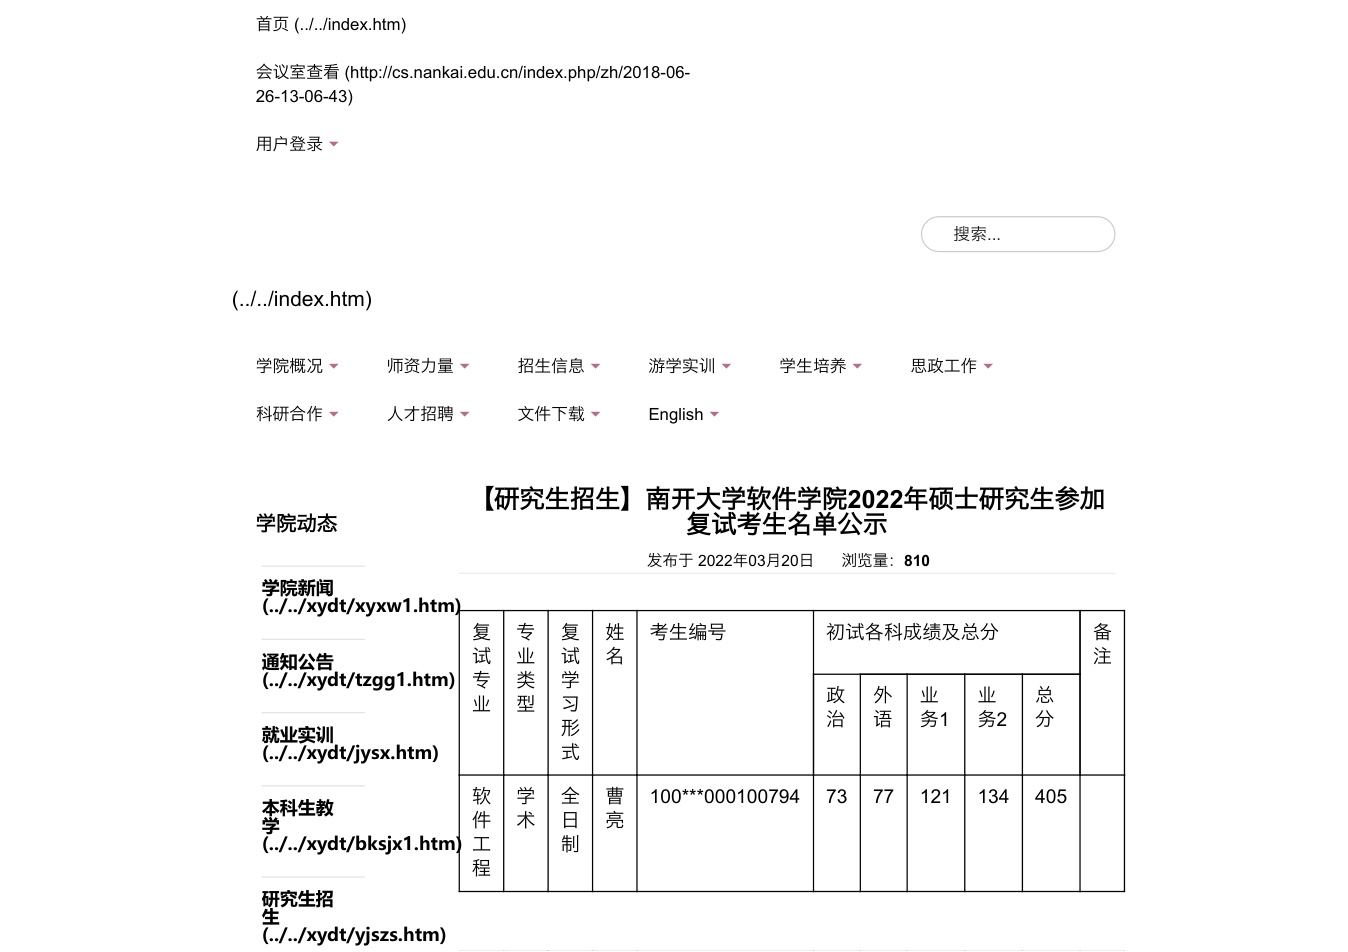 首页 (../../index.htm)
会议室查看 (http://cs.nankai.edu.cn/index.php/zh/2018-06-
26-13-06-43)
用户登录
搜索...
(../../index.htm)
学院概况 师资力量 招生信息 游学实训 学生培养 思政工作
科研合作 人才招聘 文件下载 English
学院动态
学院新闻
(../../xydt/xyxw1.htm)
通知公告
(../../xydt/tzgg1.htm)
就业实训
(../../xydt/jysx.htm)
本科生教
学
(../../xydt/bksjx1.htm)
研究生招
生
(../../xydt/yjszs.htm)
【研究生招生】南开大学软件学院2022年硕士研究生参加
复试考生名单公示
发布于 2022年03月20日 浏览量：810
复试专业 专业类型 复试学习形式 姓名 考生编号 初试各科成绩及总分 备注
政治 外语 业务1 业务2 总分
软件工程 学术 全日制 曹亮 100***000100794 73 77 121 134 405